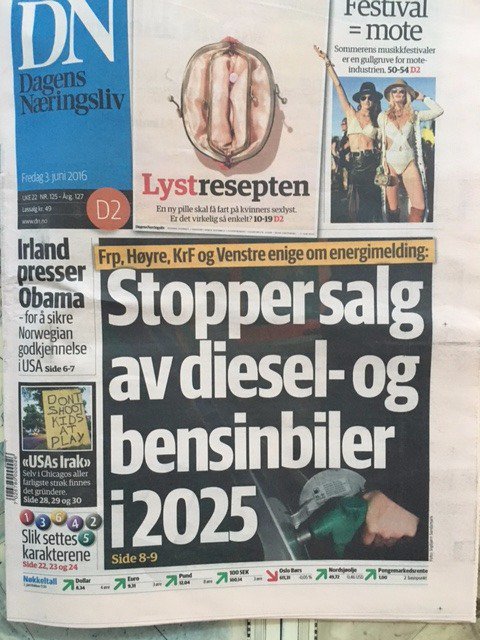 DN
Dagens
Næringsliv
Fredag 3. juni 2016
UKE 22 NR. 125 - Årg. 127
Løssalg kr. 49
www.dn.no
D2
Lystresepten
En ny pille skal få fart på kvinners sexlyst.
Er det virkelig så enkelt? 10-19 D2
Festival
= mote
Sommerens musikkfestivaler
er en gullgruve for mote-
industrien. 50-54 D2
Irland
presser
Obama
- for å sikre
Norwegian
godkjennelse
i USA Side 6-7
DONT
SHOOT
KIDS
AT
PLAY
«USAs Irak»
Selv i Chicagos aller
farligste strøk finnes
det gründere.
Side 28, 29 og 30
1 3 6 4 2
Slik settes 5
karakterene
Side 22, 23 og 24
Frp, Høyre, KrF og Venstre enige om energimelding:
Stopper salg
av diesel- og
bensinbiler
i 2025
Side 8-9
Nøkkeltall
Dollar
8.34
Euro
9.31
Pund
12.04
100 SEK
100.14
Oslo Børs
-0.05 %
Nordsjøolje
49.72
Pengemarkedsrente
1.00